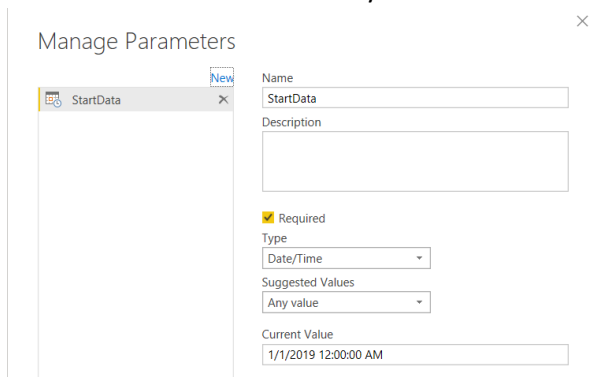 Manage Parameters
New
StartData
Name
StartData
Description
Required
Type
Date/Time
Suggested Values
Any value
Current Value
1/1/2019 12:00:00 AM